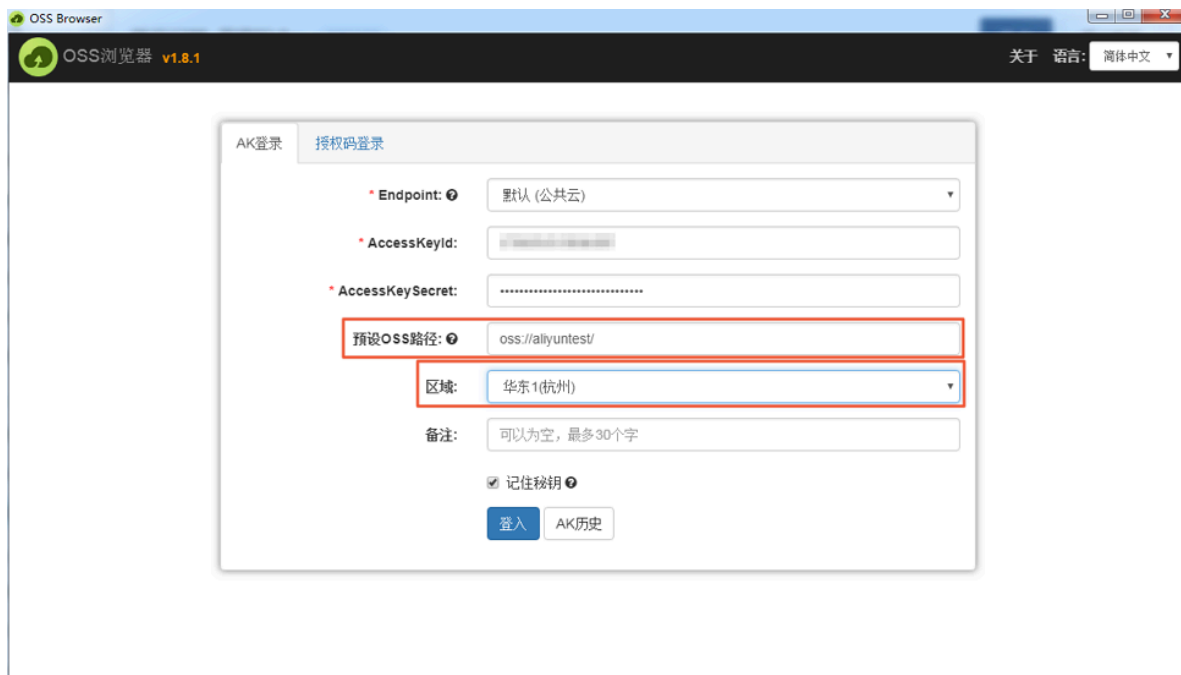 OSS Browser
OSS浏览器 v1.8.1
关于 语言: 简体中文
AK登录 授权码登录
* Endpoint: 默认 (公共云)
* AccessKeyId:
* AccessKeySecret: ······························
预设OSS路径: oss://aliyuntest/
区域: 华东1(杭州)
备注: 可以为空，最多30个字
记住秘钥
登入 AK历史